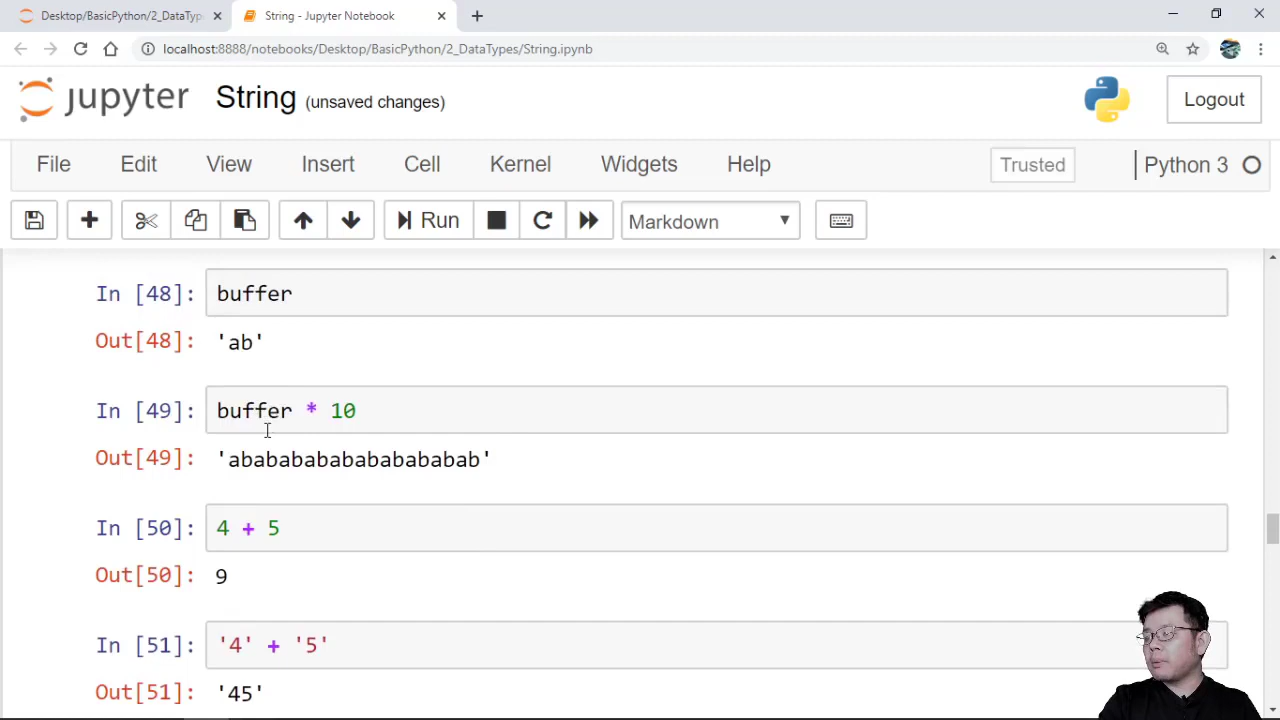 Desktop/BasicPython/2_DataTyp
String - Jupyter Notebook
localhost:8888/notebooks/Desktop/BasicPython/2_DataTypes/String.ipynb
jupyter String (unsaved changes)
Logout
File Edit View Insert Cell Kernel Widgets Help
Trusted
Python 3
Run
Markdown
In [48]: buffer
Out[48]: 'ab'
In [49]: buffer * 10
Out[49]: 'abababababababababab'
In [50]: 4 + 5
Out[50]: 9
In [51]: '4' + '5'
Out[51]: '45'